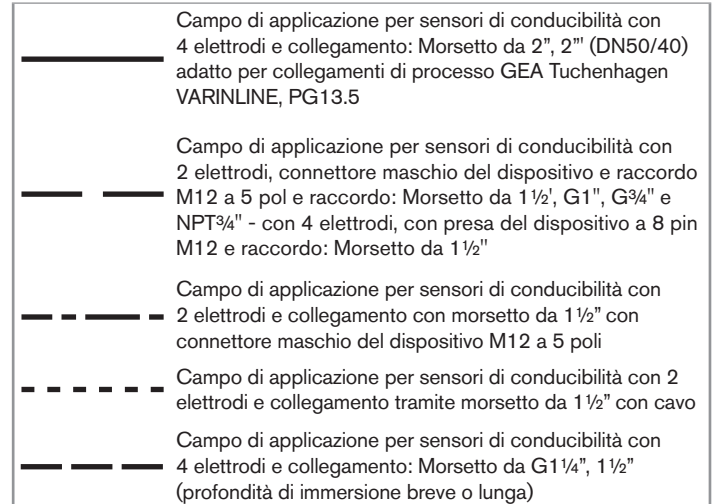 Campo di applicazione per sensori di conducibilità con
4 elettrodi e collegamento: Morsetto da 2”, 2”' (DN50/40)
adatto per collegamenti di processo GEA Tuchenhagen
VARINLINE, PG13.5
Campo di applicazione per sensori di conducibilità con
2 elettrodi, connettore maschio del dispositivo e raccordo
M12 a 5 pol e raccordo: Morsetto da 1½', G1", G¾" e
NPT¾" - con 4 elettrodi, con presa del dispositivo a 8 pin
M12 e raccordo: Morsetto da 1½"
Campo di applicazione per sensori di conducibilità con
2 elettrodi e collegamento con morsetto da 1½” con
connettore maschio del dispositivo M12 a 5 poli
Campo di applicazione per sensori di conducibilità con 2
elettrodi e collegamento tramite morsetto da 1½” con cavo
Campo di applicazione per sensori di conducibilità con
4 elettrodi e collegamento: Morsetto da G1¼”, 1½”
(profondità di immersione breve o lunga)